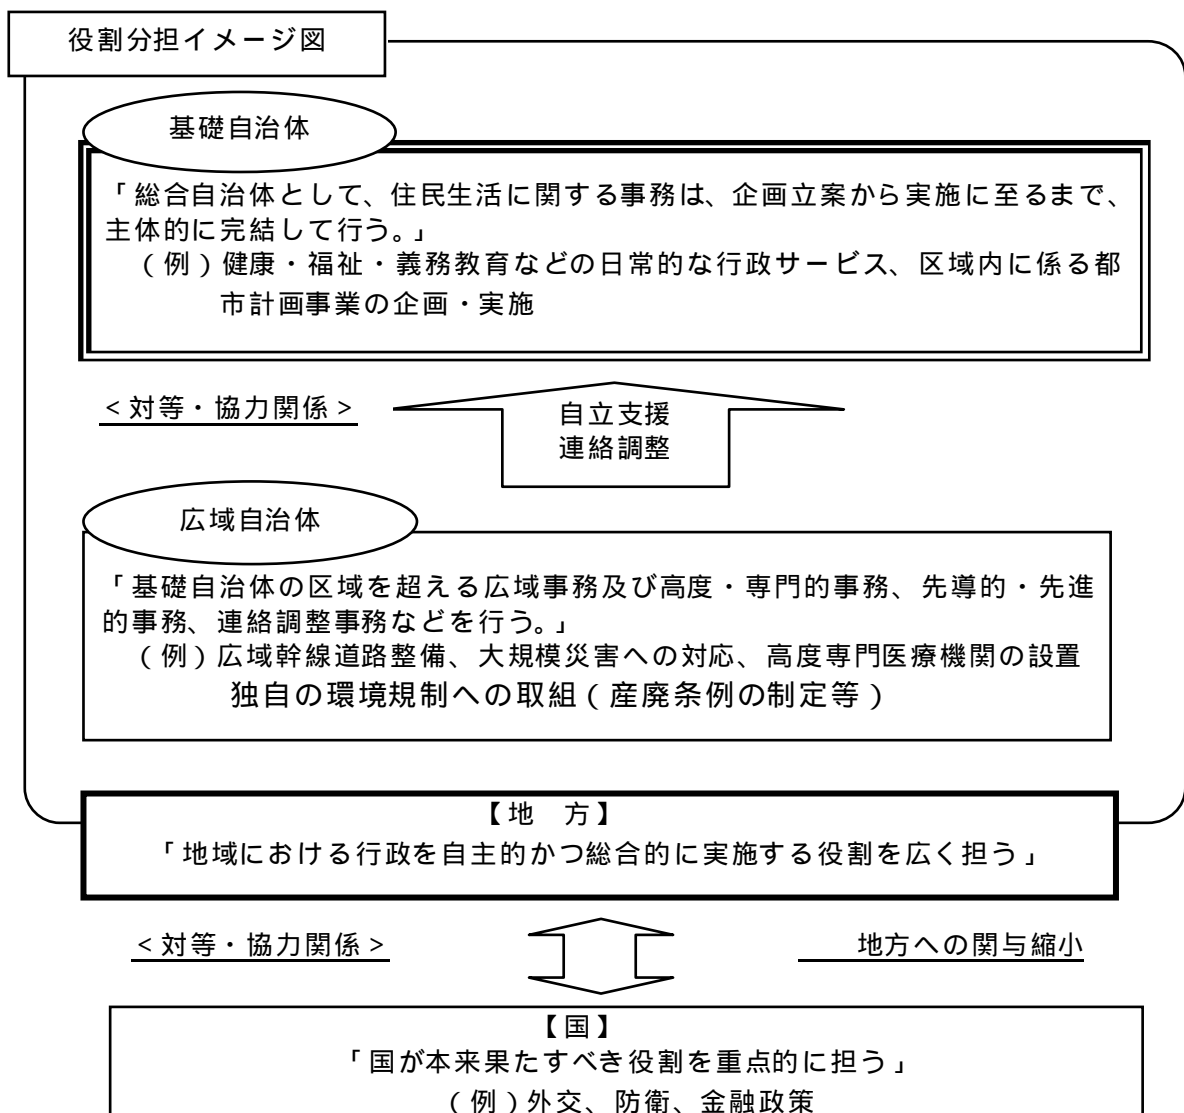 役割分担イメージ図
基礎自治体
「総合自治体として、住民生活に関する事務は、企画立案から実施に至るまで、
主体的に完結して行う。」
(例)健康・福祉・義務教育などの日常的な行政サービス、区域内に係る都
市計画事業の企画・実施
<対等・協力関係>
自立支援
連絡調整
広域自治体
「基礎自治体の区域を超える広域事務及び高度・専門的事務、先導的・先進
的事務、連絡調整事務などを行う。」
(例)広域幹線道路整備、大規模災害への対応、高度専門医療機関の設置
独自の環境規制への取組(産廃条例の制定等)
【地 方】
「地域における行政を自主的かつ総合的に実施する役割を広く担う」
<対等・協力関係>
地方への関与縮小
【国】
「国が本来果たすべき役割を重点的に担う」
(例)外交、防衛、金融政策